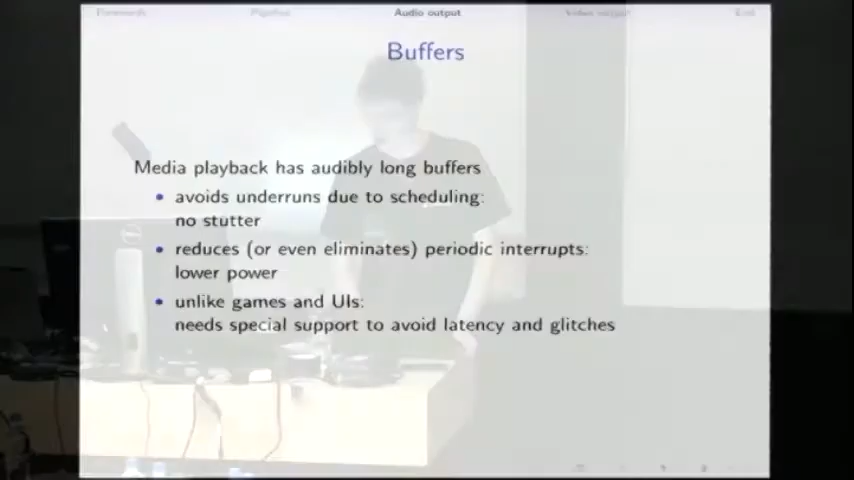 Audio output
Buffers
Media playback has audibly long buffers
avoids underruns due to scheduling:
no stutter
reduces (or even eliminates) periodic interrupts:
lower power
unlike games and UIs:
needs special support to avoid latency and glitches